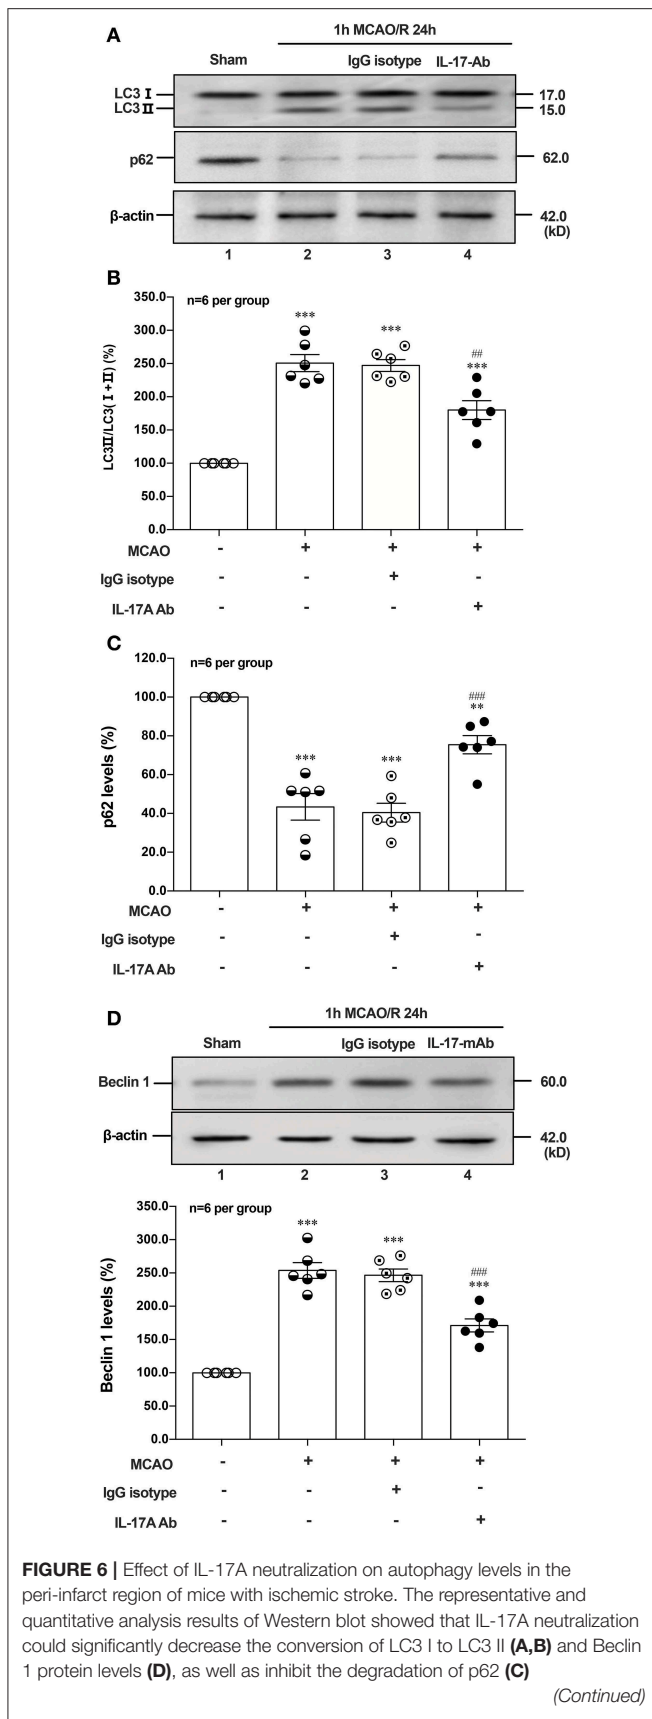 A
1h MCAO/R 24h
Sham IgG isotype IL-17-Ab
LC3 I 17.0
LC3 II 15.0
p62 62.0
β-actin 42.0
(kD)
1 2 3 4
B
n=6 per group
LC3II/LC3( I + II) (%)
350.0
300.0
250.0
200.0
150.0
100.0
50.0
0.0
*** *** ## ***
MCAO - + + +
IgG isotype - - + -
IL-17A Ab - - - +
C
n=6 per group
p62 levels (%)
120.0
100.0
80.0
60.0
40.0
20.0
0.0
*** *** ### **
MCAO - + + +
IgG isotype - - + -
IL-17A Ab - - - +
D
1h MCAO/R 24h
Sham IgG isotype IL-17-mAb
Beclin 1 60.0
β-actin 42.0
(kD)
1 2 3 4
n=6 per group
Beclin 1 levels (%)
350.0
300.0
250.0
200.0
150.0
100.0
50.0
0.0
*** *** ### ***
MCAO - + + +
IgG isotype - - + -
IL-17A Ab - - - +
FIGURE 6 | Effect of IL-17A neutralization on autophagy levels in the
peri-infarct region of mice with ischemic stroke. The representative and
quantitative analysis results of Western blot showed that IL-17A neutralization
could significantly decrease the conversion of LC3 I to LC3 II (A,B) and Beclin
1 protein levels (D), as well as inhibit the degradation of p62 (C)
(Continued)